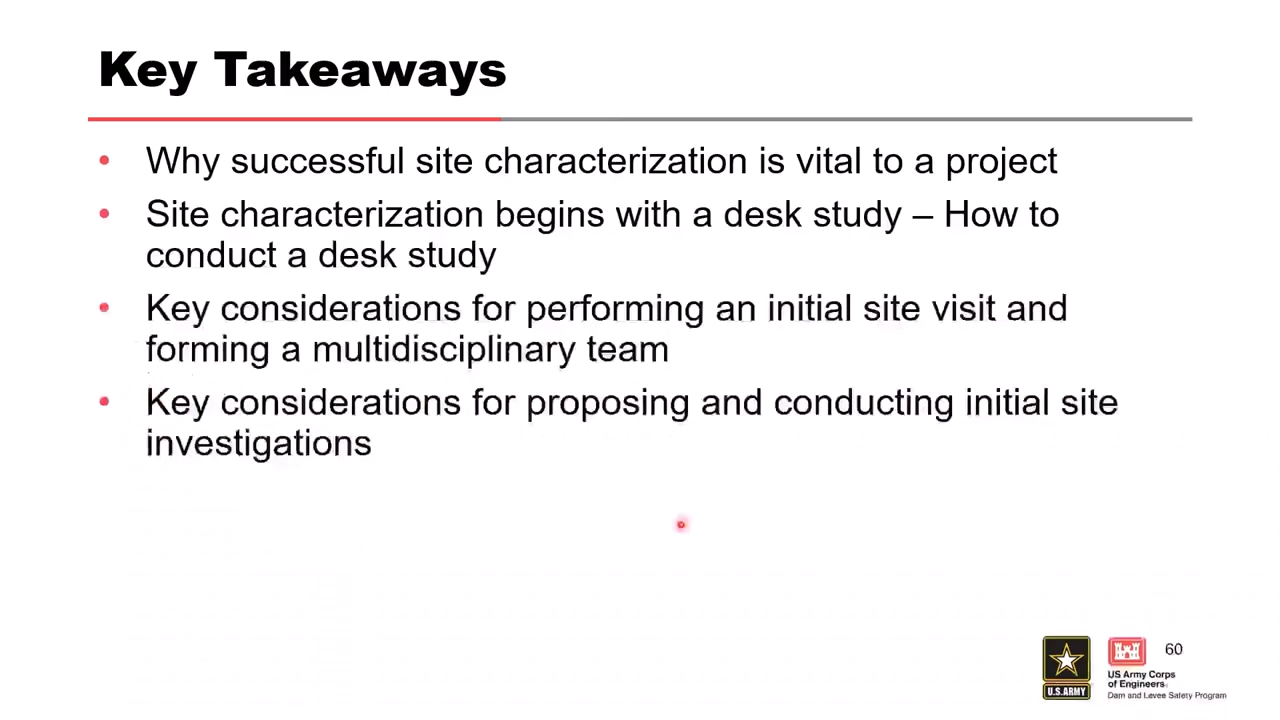 Key Takeaways
• Why successful site characterization is vital to a project
• Site characterization begins with a desk study – How to
conduct a desk study
• Key considerations for performing an initial site visit and
forming a multidisciplinary team
• Key considerations for proposing and conducting initial site
investigations
60
U.S.ARMY
US Army Corps
of Engineers
Dam and Levee Safety Program